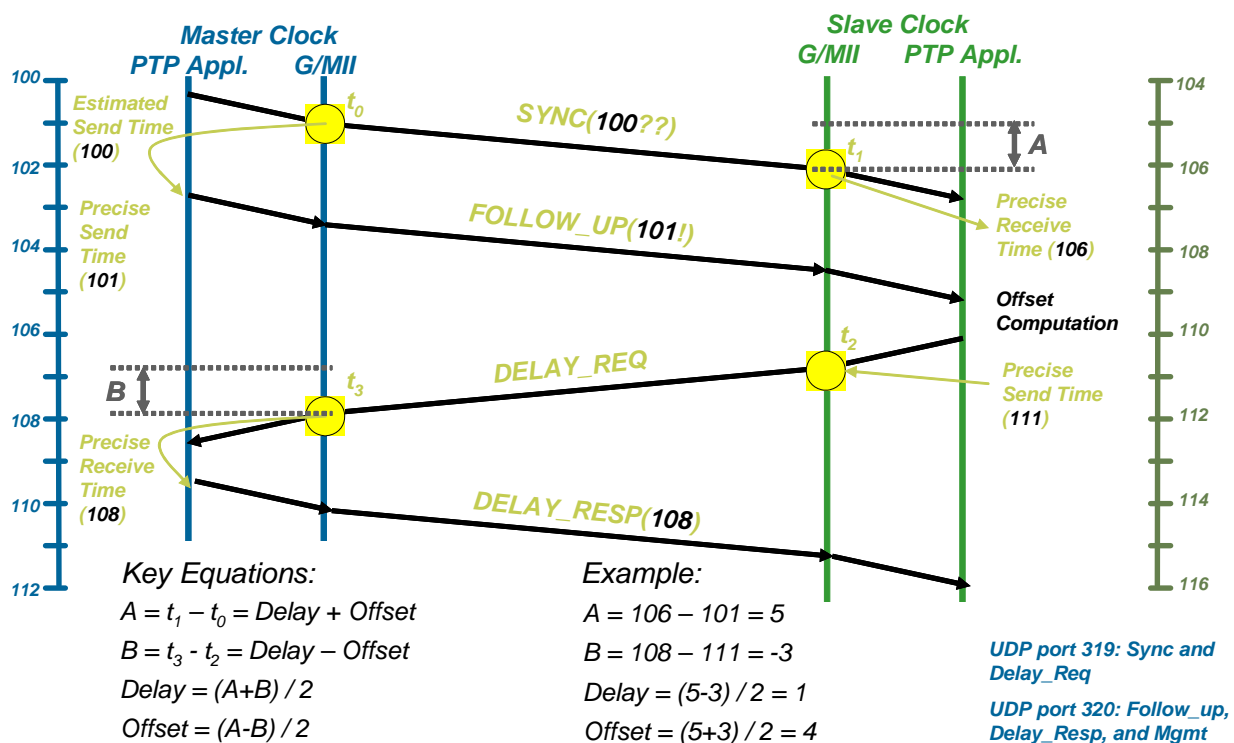 Master Clock
PTP Appl.
G/MII
Slave Clock
G/MII
PTP Appl.
100
102
104
106
108
110
112
104
106
108
110
112
114
116
Estimated
Send Time
(100)
t0
SYNC(100??)
t1
A
Precise
Send
Time
(101)
FOLLOW_UP(101!)
Precise
Receive
Time (106)
Offset
Computation
B
t3
DELAY_REQ
t2
Precise
Send Time
(111)
Precise
Receive
Time
(108)
DELAY_RESP(108)
Key Equations:
A = t1 – t0 = Delay + Offset
B = t3 - t2 = Delay – Offset
Delay = (A+B) / 2
Offset = (A-B) / 2
Example:
A = 106 – 101 = 5
B = 108 – 111 = -3
Delay = (5-3) / 2 = 1
Offset = (5+3) / 2 = 4
UDP port 319: Sync and
Delay_Req
UDP port 320: Follow_up,
Delay_Resp, and Mgmt